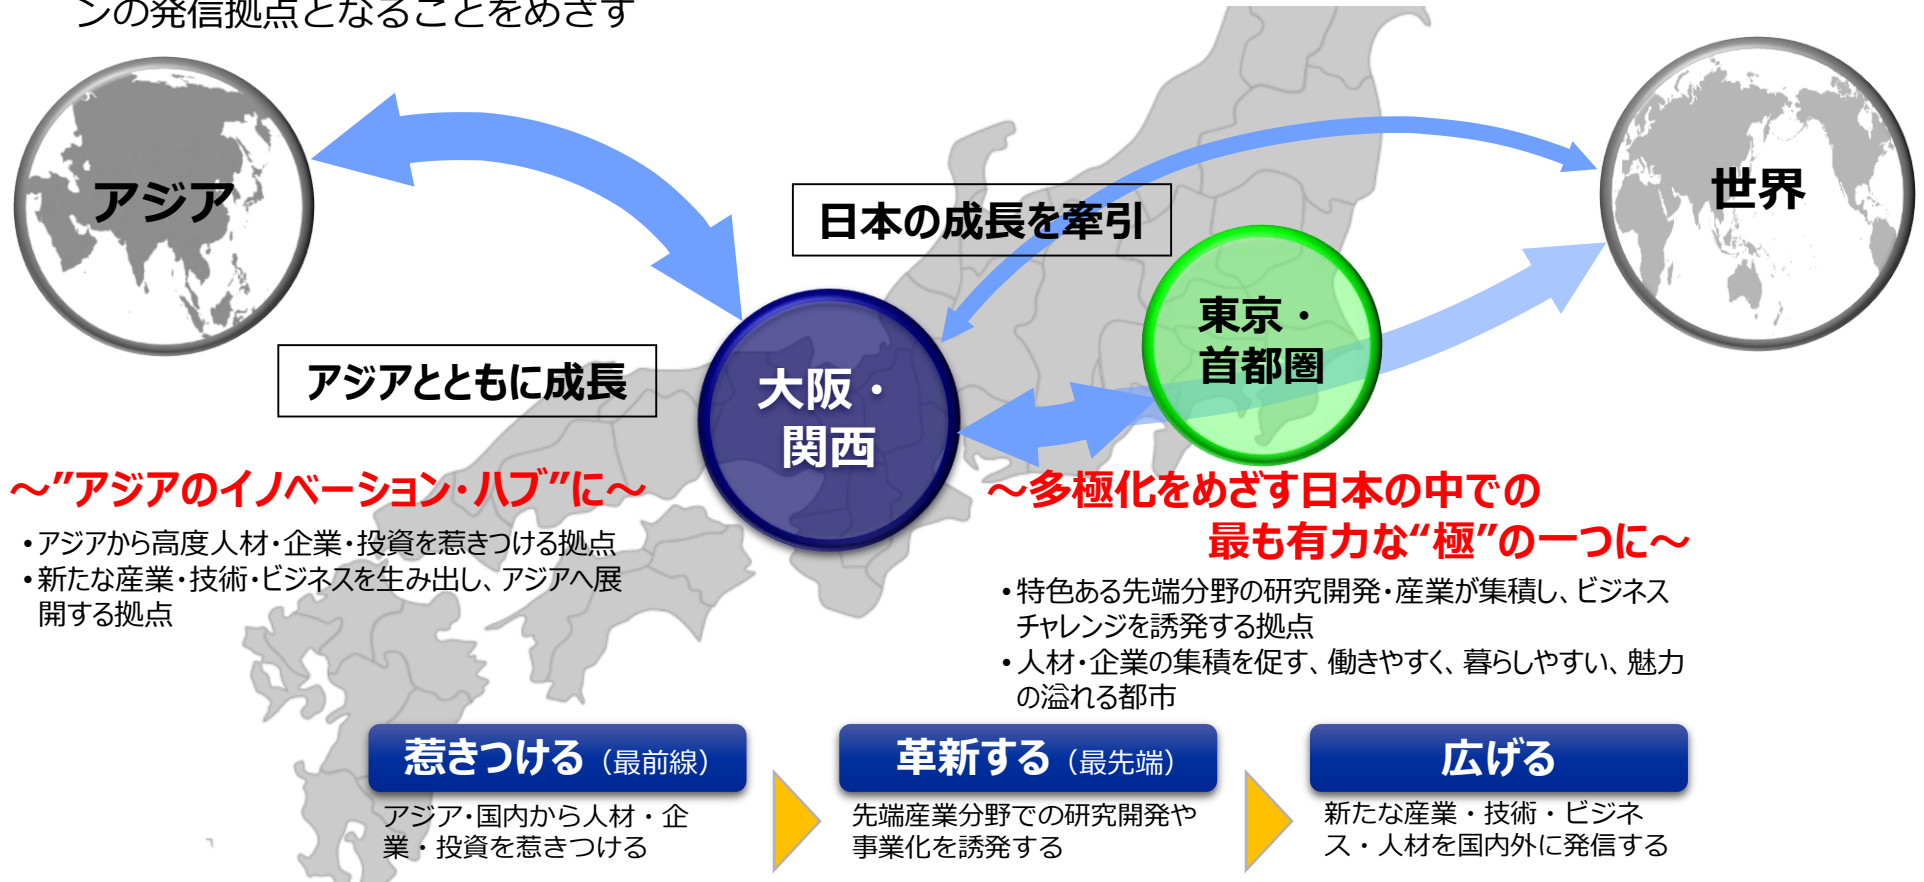 ンの発信拠点となることをめざす
アジア
世界
日本の成長を牽引
東京・
首都圏
アジアとともに成長
大阪・
関西
～”アジアのイノベーション・ハブ”に～
•アジアから高度人材・企業・投資を惹きつける拠点
•新たな産業・技術・ビジネスを生み出し、アジアへ展
開する拠点
～多極化をめざす日本の中での
最も有力な“極”の一つに～
•特色ある先端分野の研究開発・産業が集積し、ビジネス
チャレンジを誘発する拠点
•人材・企業の集積を促す、働きやすく、暮らしやすい、魅力
の溢れる都市
惹きつける（最前線）
アジア・国内から人材・企
業・投資を惹きつける
革新する（最先端）
先端産業分野での研究開発や
事業化を誘発する
広げる
新たな産業・技術・ビジネ
ス・人材を国内外に発信する